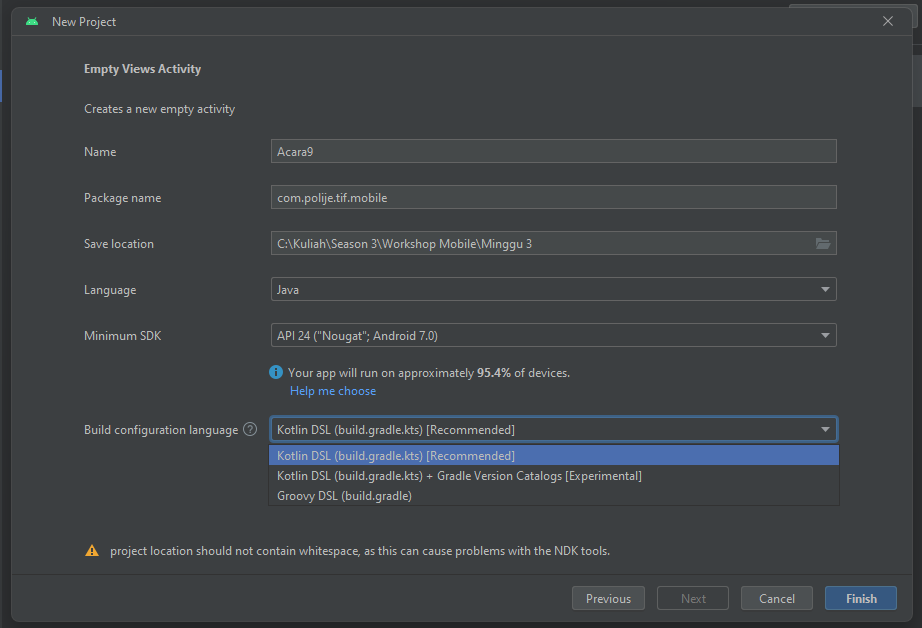 New Project
Empty Views Activity
Creates a new empty activity
Name
Acara9
Package name
com.polije.tif.mobile
Save location
C:\Kuliah\Season 3\Workshop Mobile\Minggu 3
Language
Java
Minimum SDK
API 24 ("Nougat"; Android 7.0)
Your app will run on approximately 95.4% of devices.
Help me choose
Build configuration language
Kotlin DSL (build.gradle.kts) [Recommended]
Kotlin DSL (build.gradle.kts) [Recommended]
Kotlin DSL (build.gradle.kts) + Gradle Version Catalogs [Experimental]
Groovy DSL (build.gradle)
project location should not contain whitespace, as this can cause problems with the NDK tools.
Previous
Next
Cancel
Finish